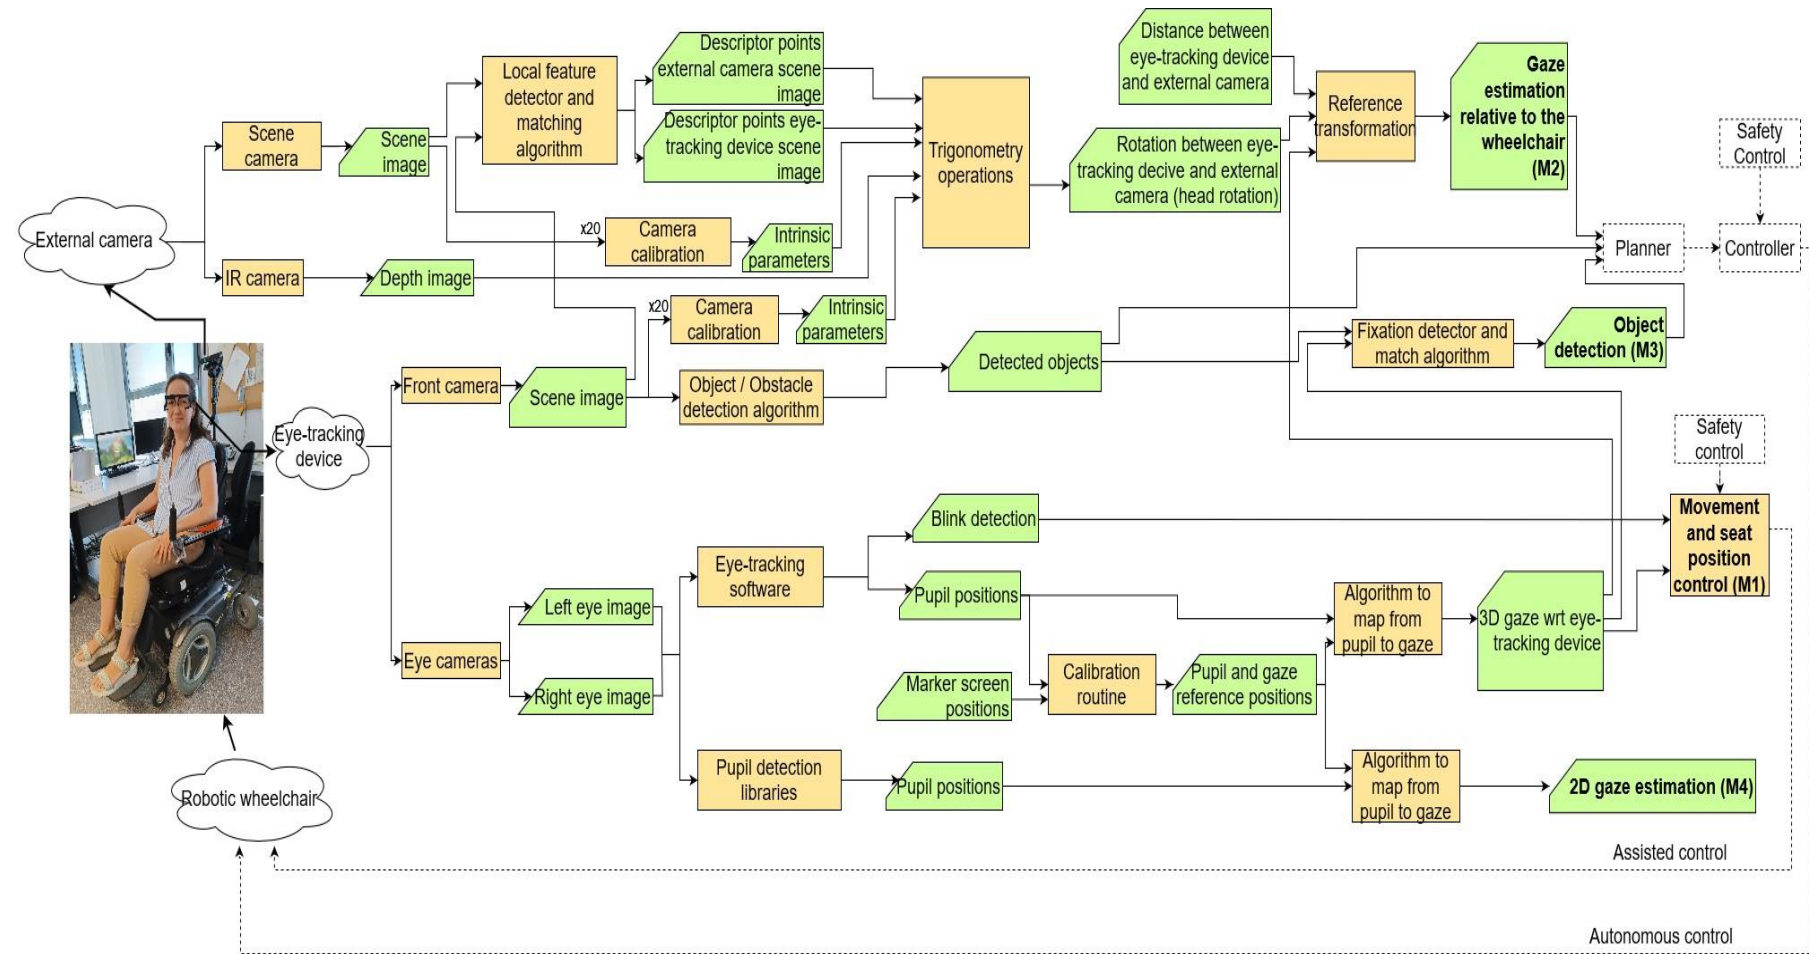 Distance between
eye-tracking device
and external camera
Descriptor points
external camera scene
image
Local feature
detector and
matching
algorithm
Gaze
estimation
relative to the
wheelchair
(M2)
Reference
transformation
Scene
camera
Scene
image
Descriptor points eye-
tracking device scene
image
Trigonometry
operations
Rotation between eye-
tracking decive and external
camera (head rotation)
Safety
Control
External camera
x20
Camera
calibration
Intrinsic
parameters
Planner
Controller
IR camera
Depth image
x20
Camera
calibration
Intrinsic
parameters
Fixation detector and
match algorithm
Object
detection (M3)
Detected objects
Front camera
Scene image
Object / Obstacle
detection algorithm
Eye-tracking
device
Safety
control
Blink detection
Movement
and seat
position
control (M1)
Eye-tracking
software
Pupil positions
Left eye image
Algorithm to
map from
pupil to gaze
3D gaze wrt eye-
tracking device
Eye cameras
Right eye image
Marker screen
positions
Calibration
routine
Pupil and gaze
reference positions
Pupil detection
libraries
Pupil positions
Algorithm to
map from
pupil to gaze
2D gaze estimation (M4)
Robotic wheelchair
Assisted control
Autonomous control